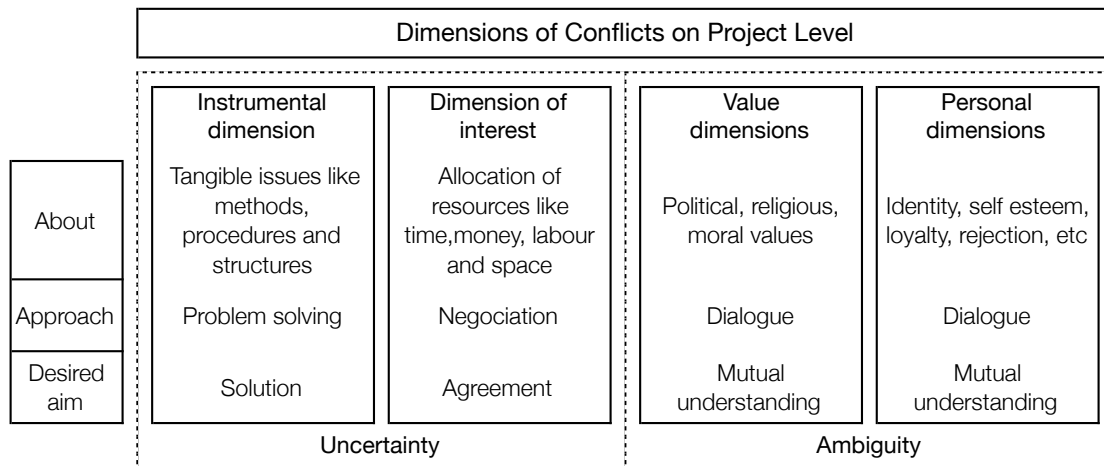 Dimensions of Conflicts on Project Level
Instrumental
dimension
Dimension of
interest
Value
dimensions
Personal
dimensions
About
Tangible issues like
methods,
procedures and
structures
Allocation of
resources like
time,money, labour
and space
Political, religious,
moral values
Identity, self esteem,
loyalty, rejection, etc
Approach
Problem solving
Negociation
Dialogue
Dialogue
Desired
aim
Solution
Agreement
Mutual
understanding
Mutual
understanding
Uncertainty
Ambiguity